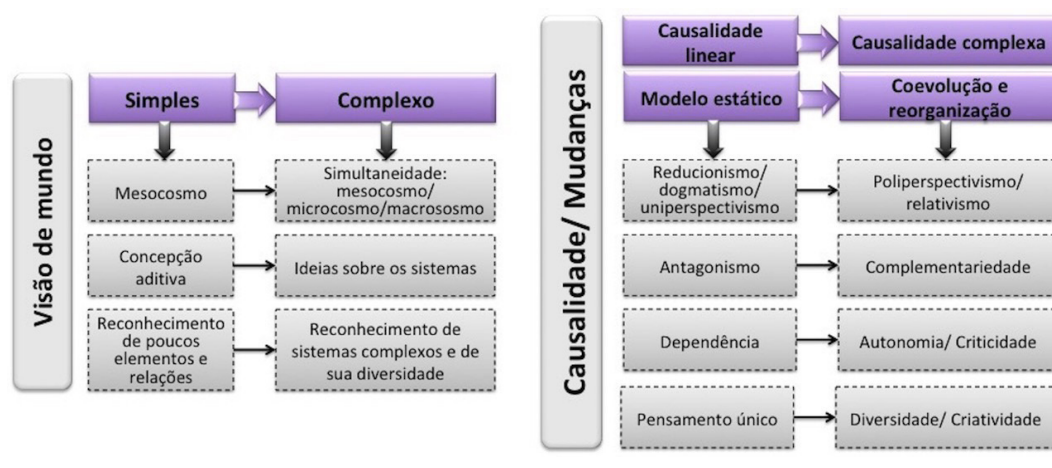 Visão de mundo
Simples
Complexo
Mesocosmo
Simultaneidade:
mesocosmo/
microcosmo/macrososmo
Concepção
aditiva
Ideias sobre os sistemas
Reconhecimento
de poucos
elementos e
relações
Reconhecimento de
sistemas complexos e de
sua diversidade
Causalidade/ Mudanças
Causalidade
linear
Causalidade complexa
Modelo estático
Coevolução e
reorganização
Reducionismo/
dogmatismo/
uniperspectivismo
Poliperspectivismo/
relativismo
Antagonismo
Complementariedade
Dependência
Autonomia/ Criticidade
Pensamento único
Diversidade/ Criatividade